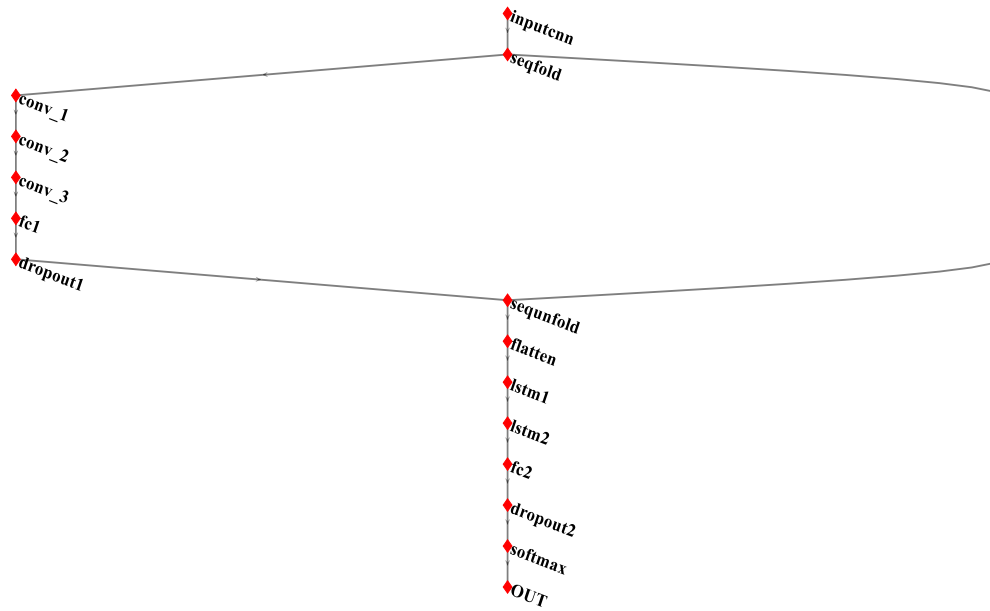 inputcnn
seqfold
conv_1
conv_2
conv_3
fc1
dropout1
sequnfold
flatten
lstm1
lstm2
fc2
dropout2
softmax
OUT